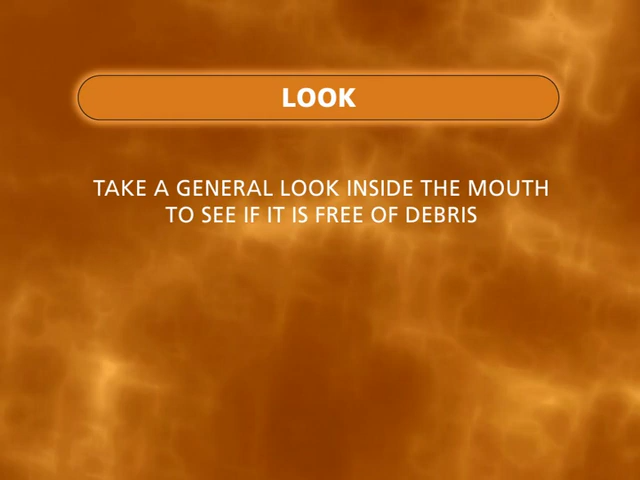 LOOK
TAKE A GENERAL LOOK INSIDE THE MOUTH
TO SEE IF IT IS FREE OF DEBRIS